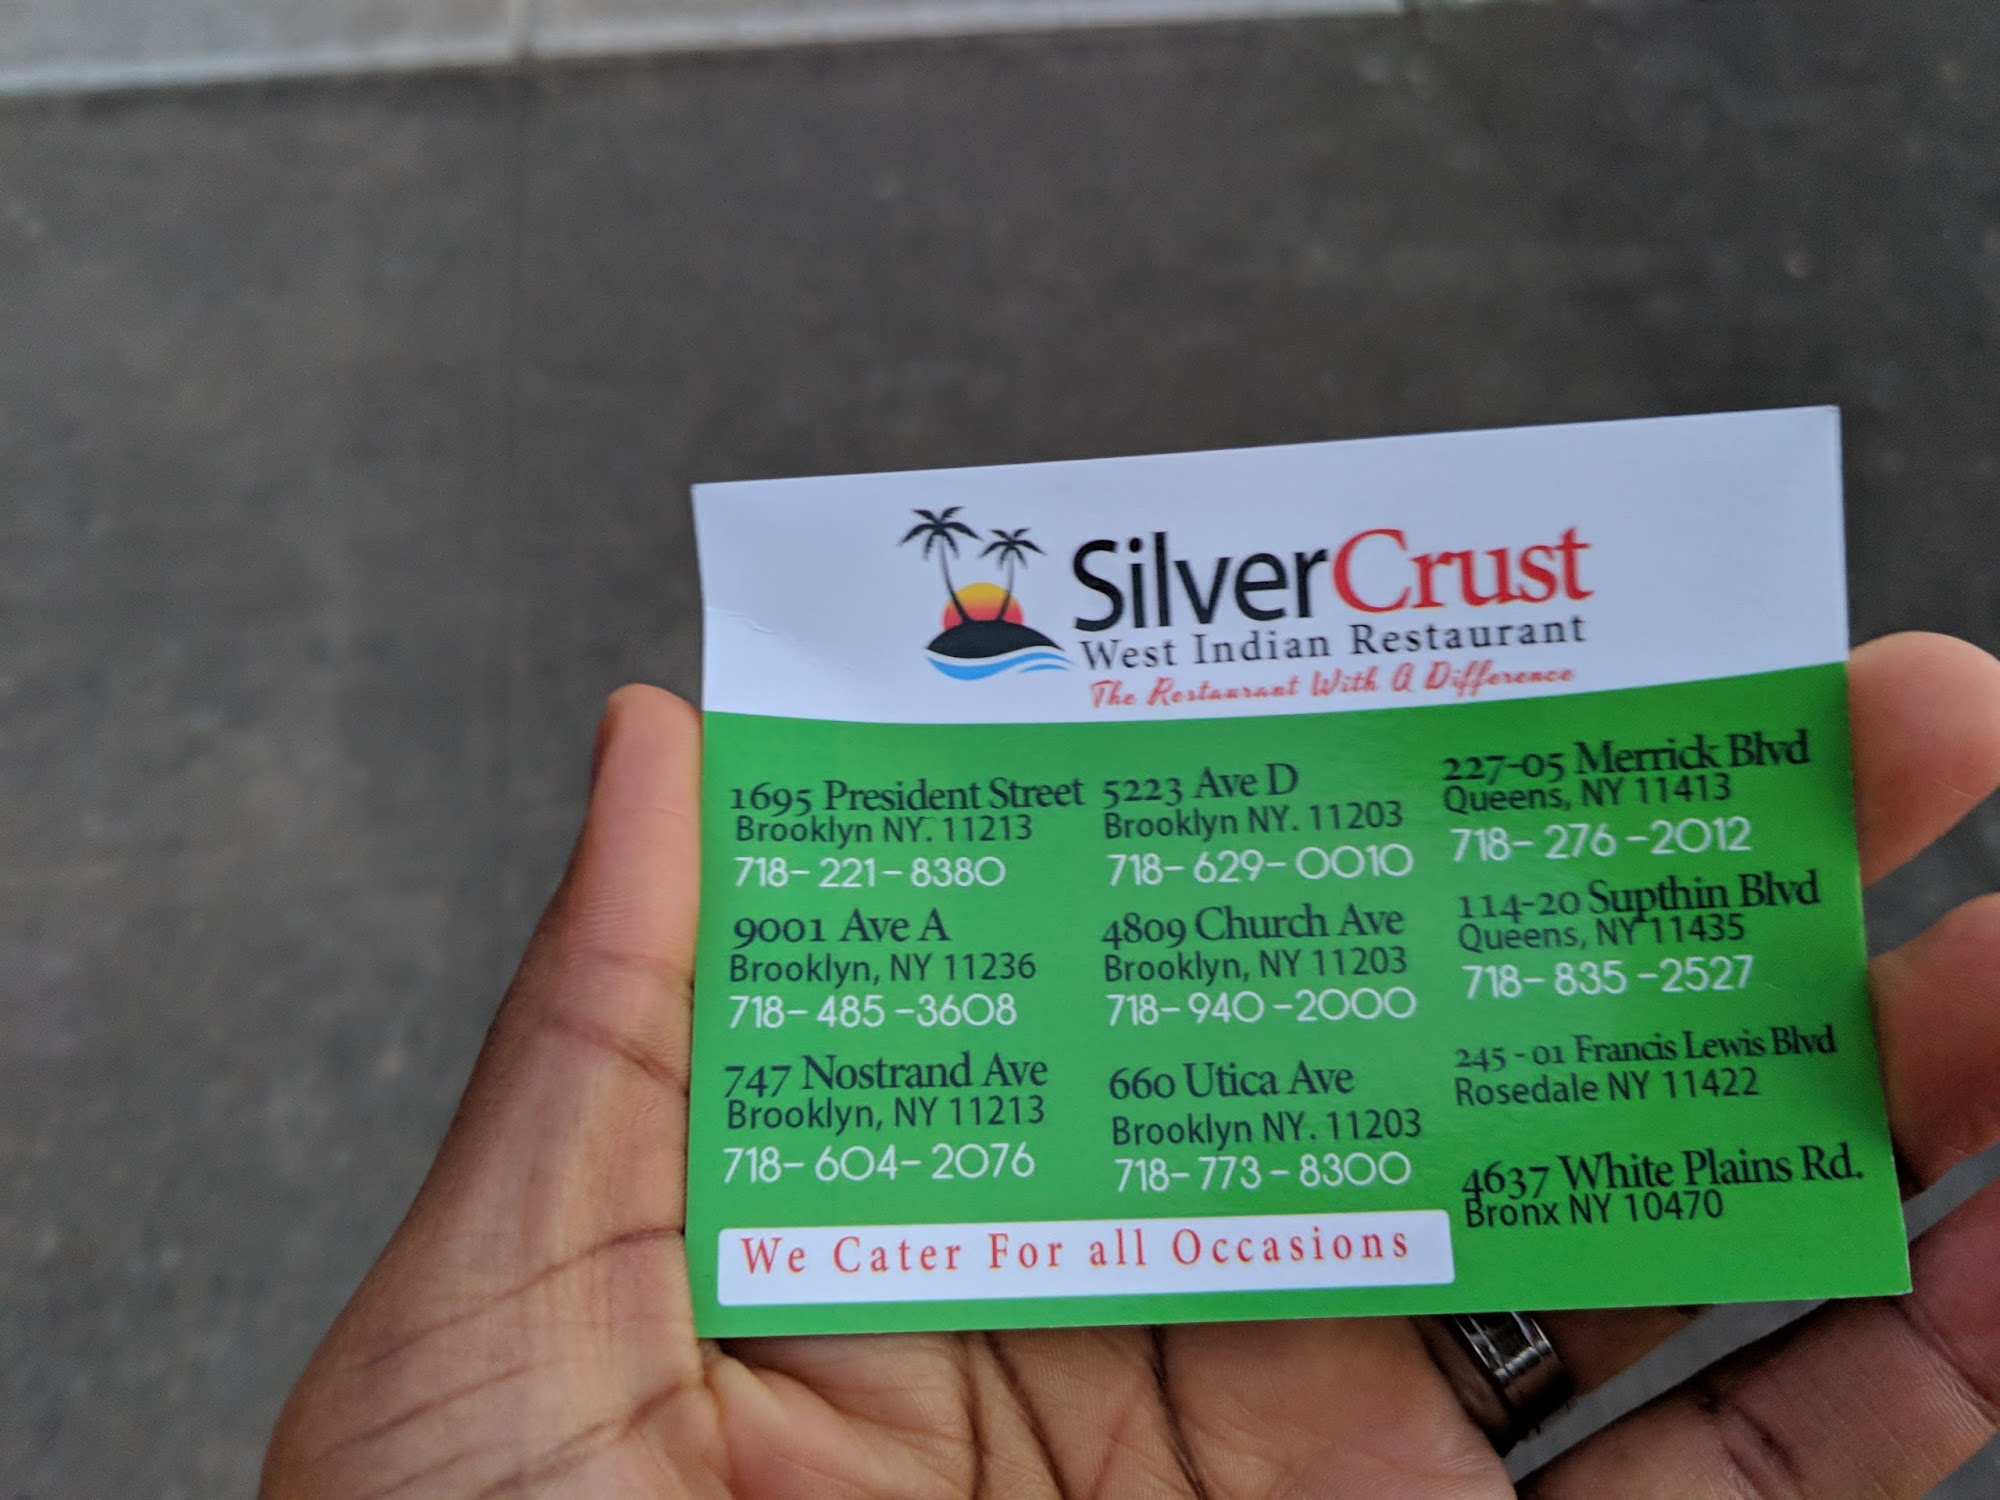 SilverCrust
West Indian Restaurant
The Restaurant With A Difference
1695 President Street
Brooklyn NY. 11213
718-221-8380
9001 Ave A
Brooklyn, NY 11236
718-485-3608
747 Nostrand Ave
Brooklyn, NY 11213
718-604-2076
5223 Ave D
Brooklyn NY. 11203
718-629-0010
4809 Church Ave
Brooklyn, NY 11203
718-940-2000
660 Utica Ave
Brooklyn NY. 11203
718-773-8300
227-05 Merrick Blvd
Queens, NY 11413
718-276-2012
114-20 Supthin Blvd
Queens, NY 11435
718-835-2527
245-01 Francis Lewis Blvd
Rosedale NY 11422
4637 White Plains Rd.
Bronx NY 10470
We Cater For all Occasions